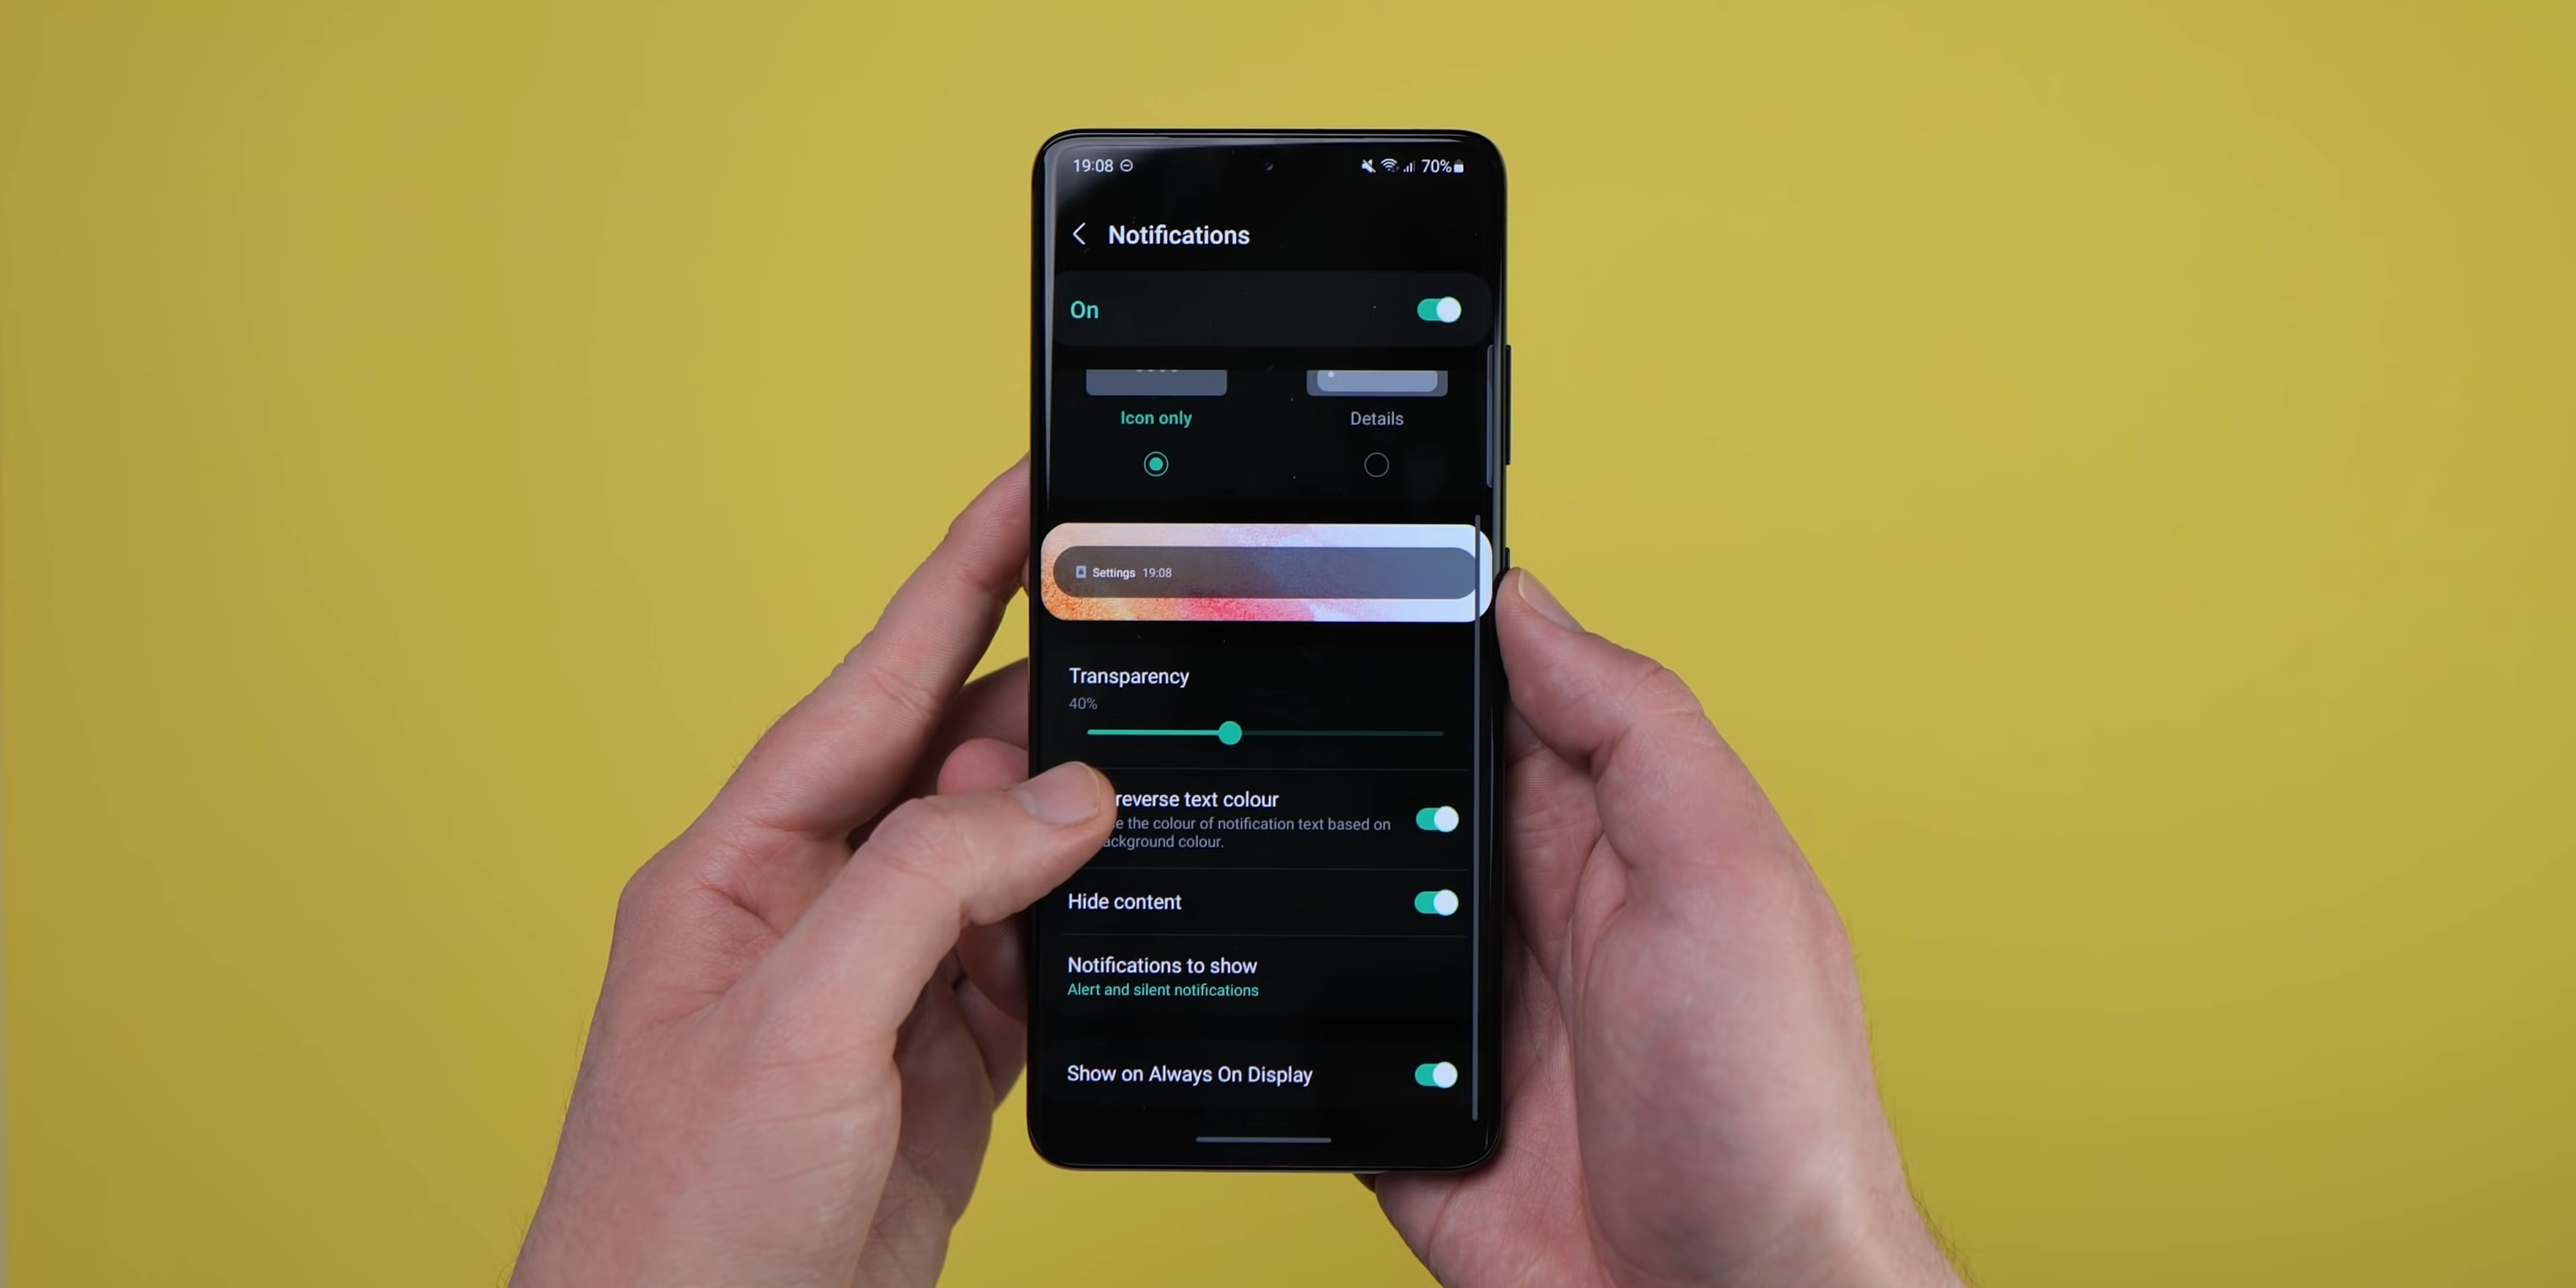 19:08 70%
Notifications
On
Icon only Details
Settings 19:08
Transparency
40%
reverse text colour
the colour of notification text based on
colour.
Hide content
Notifications to show
Alert and silent notifications
Show on Always On Display